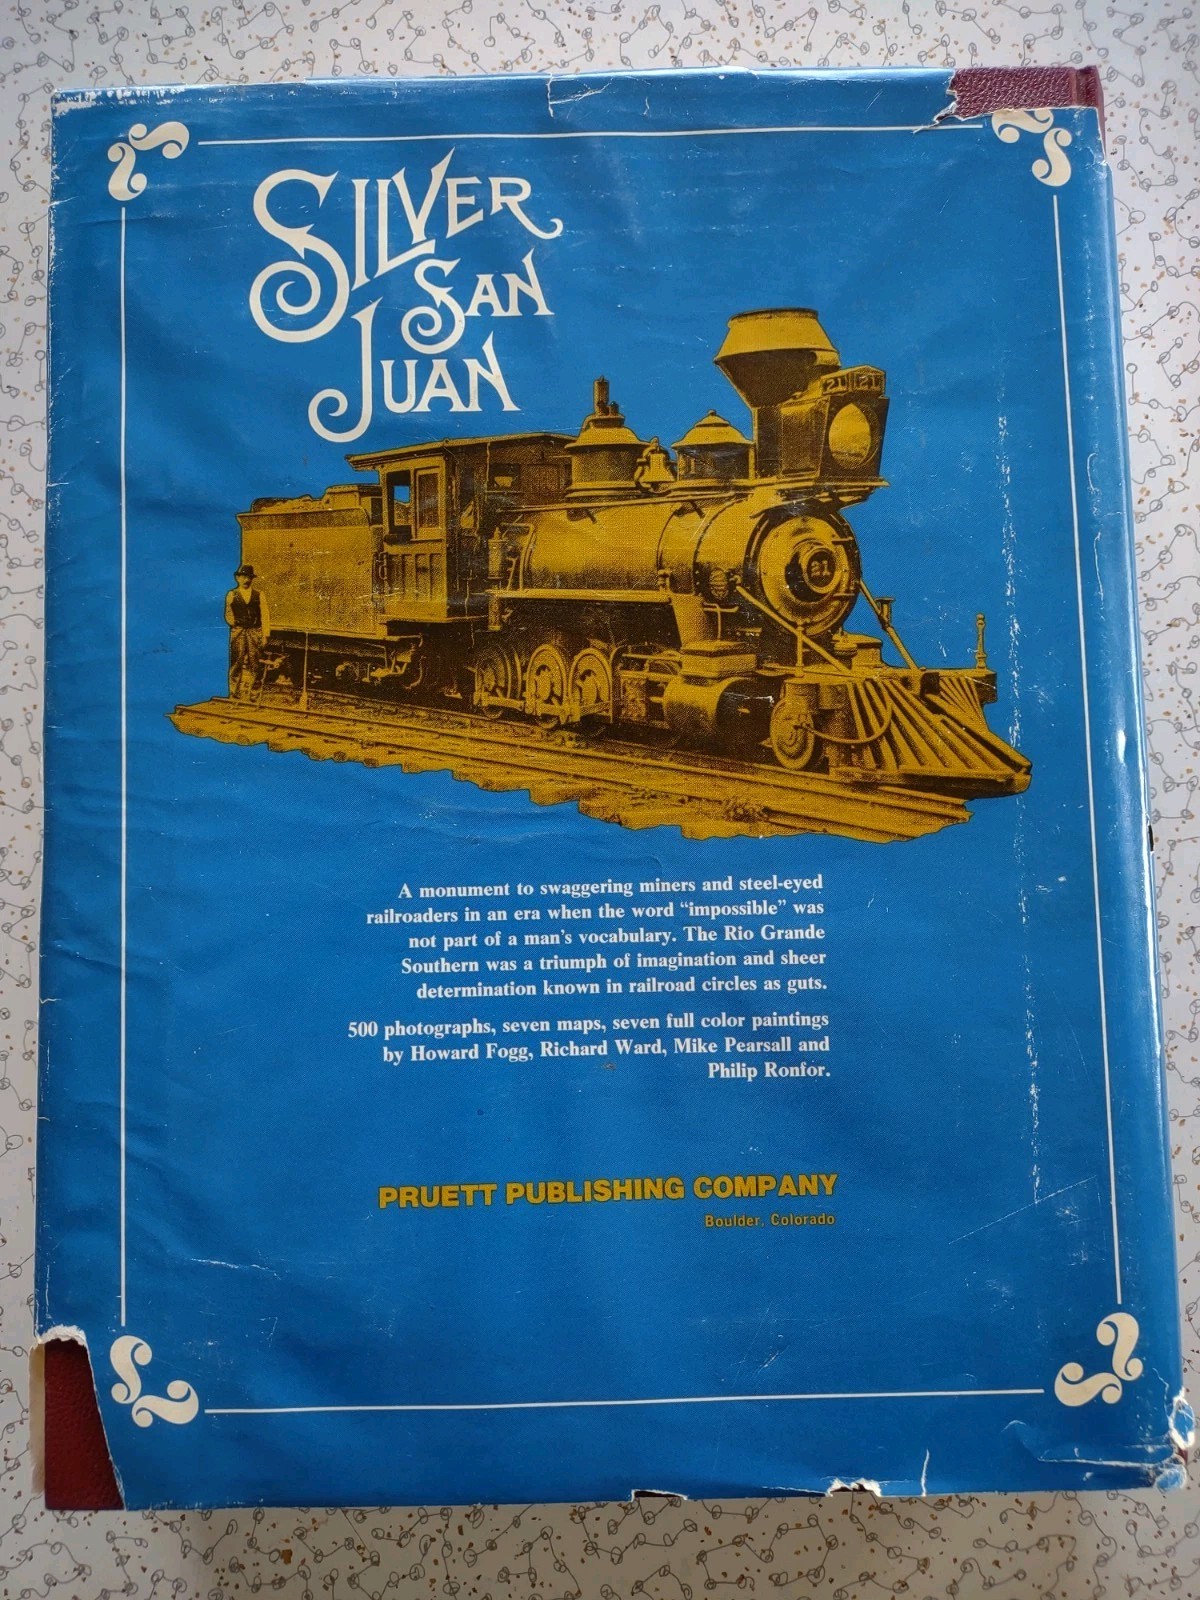 SILVER
SAN
JUAN
21 21
21
A monument to swaggering miners and steel-eyed
railroaders in an era when the word “impossible” was
not part of a man’s vocabulary. The Rio Grande
Southern was a triumph of imagination and sheer
determination known in railroad circles as guts.
500 photographs, seven maps, seven full color paintings
by Howard Fogg, Richard Ward, Mike Pearsall and
Philip Ronfor.
PRUETT PUBLISHING COMPANY
Boulder, Colorado